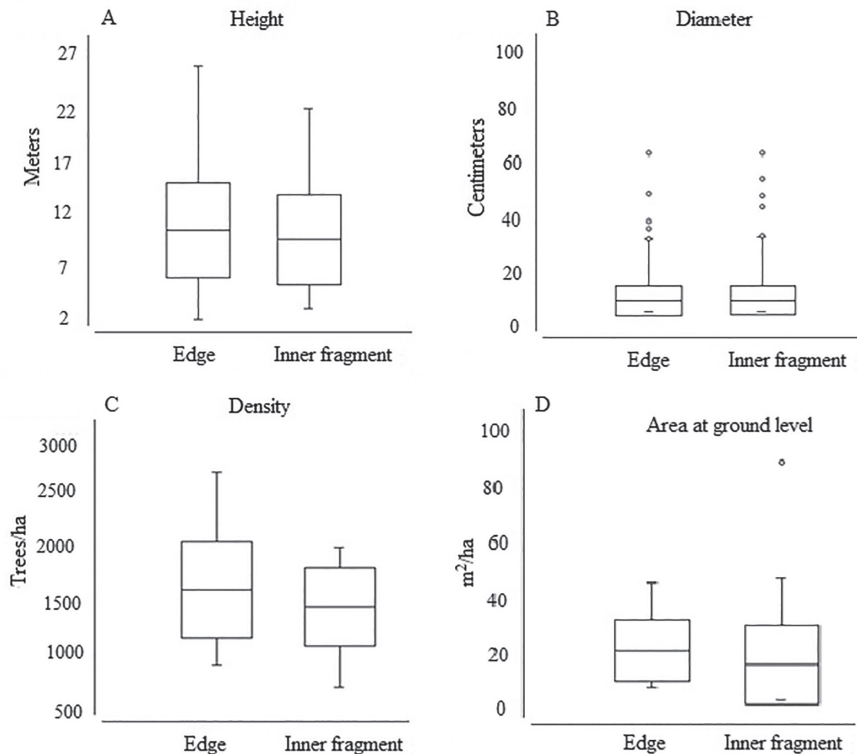 A
Height
27
22
17
12
7
2
Meters
Edge
Inner fragment
B
Diameter
100
80
60
40
20
0
Centimeters
Edge
Inner fragment
C
Density
3000
2500
2000
1500
1000
500
Trees/ha
Edge
Inner fragment
D
Area at ground level
100
80
60
40
20
0
m²/ha
Edge
Inner fragment